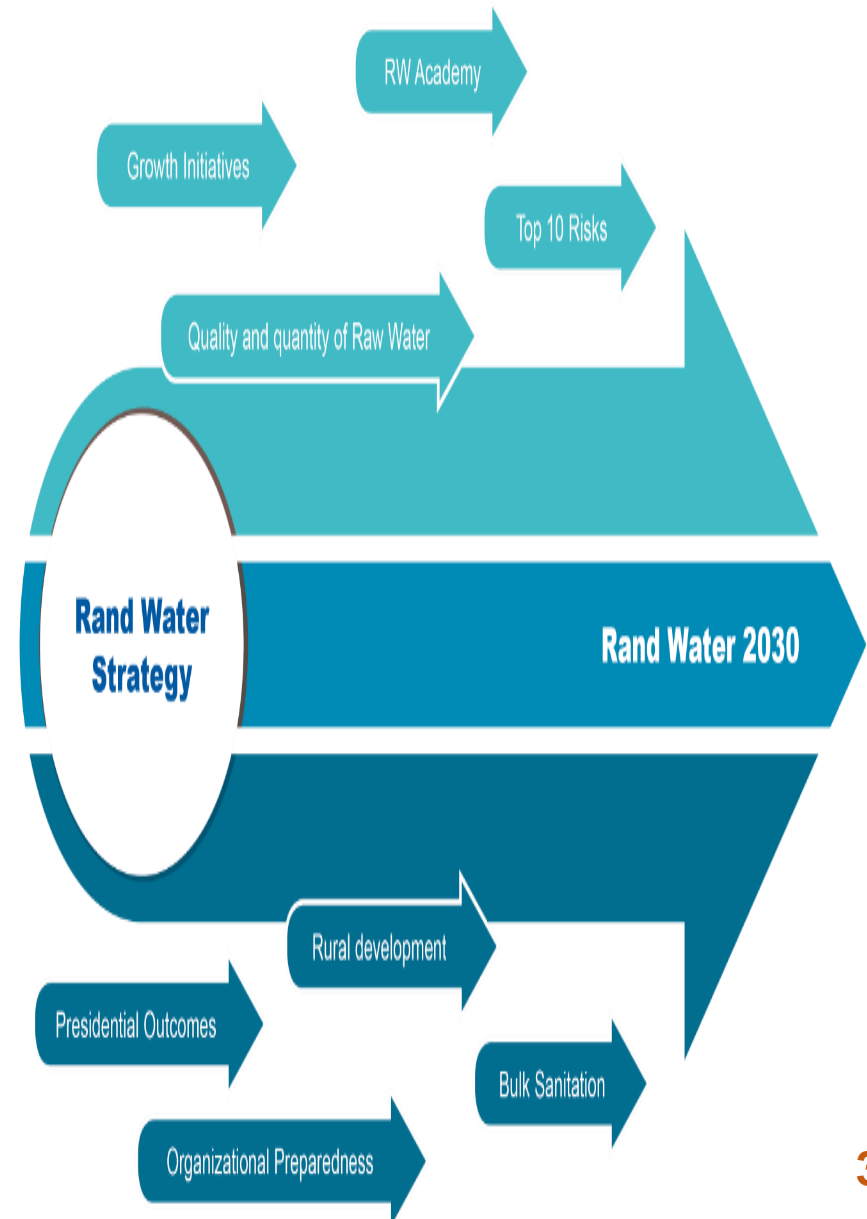 RW Academy
Growth Initiatives
Top 10 Risks
Quality and quantity of Raw Water
Rand Water
Strategy
Rand Water 2030
Rural development
Presidential Outcomes
Bulk Sanitation
Organizational Preparedness
3